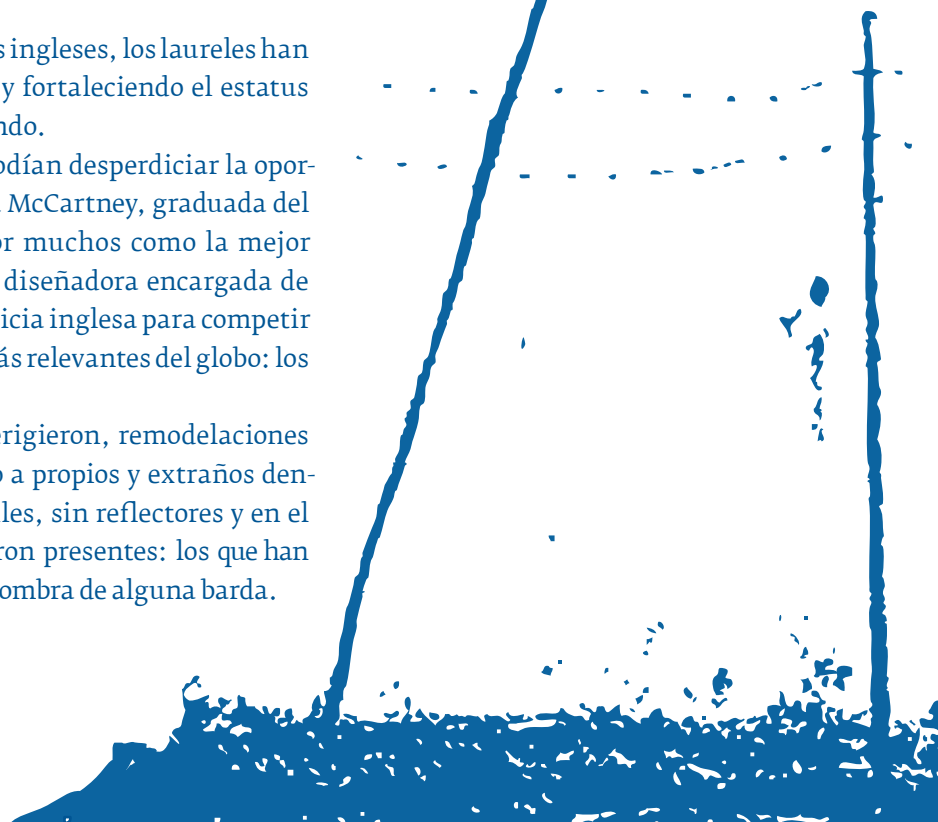 s ingleses, los laureles han
y fortaleciendo el estatus
ndo.
odían desperdiciar la opor-
McCartney, graduada del
or muchos como la mejor
diseñadora encargada de
icia inglesa para competir
ás relevantes del globo: los
erigieron, remodelaciones
o a propios y extraños den-
les, sin reflectores y en el
ron presentes: los que han
ombra de alguna barda.